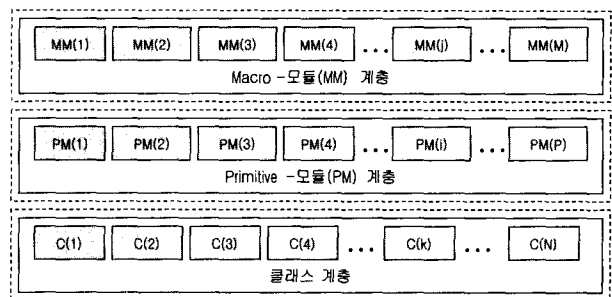 MM(1) MM(2) MM(3) MM(4) ... MM(j) ... MM(M)
Macro -모듈(MM) 계층
PM(1) PM(2) PM(3) PM(4) ... PM(i) ... PM(P)
Primitive -모듈(PM) 계층
C(1) C(2) C(3) C(4) ... C(k) ... C(N)
클래스 계층